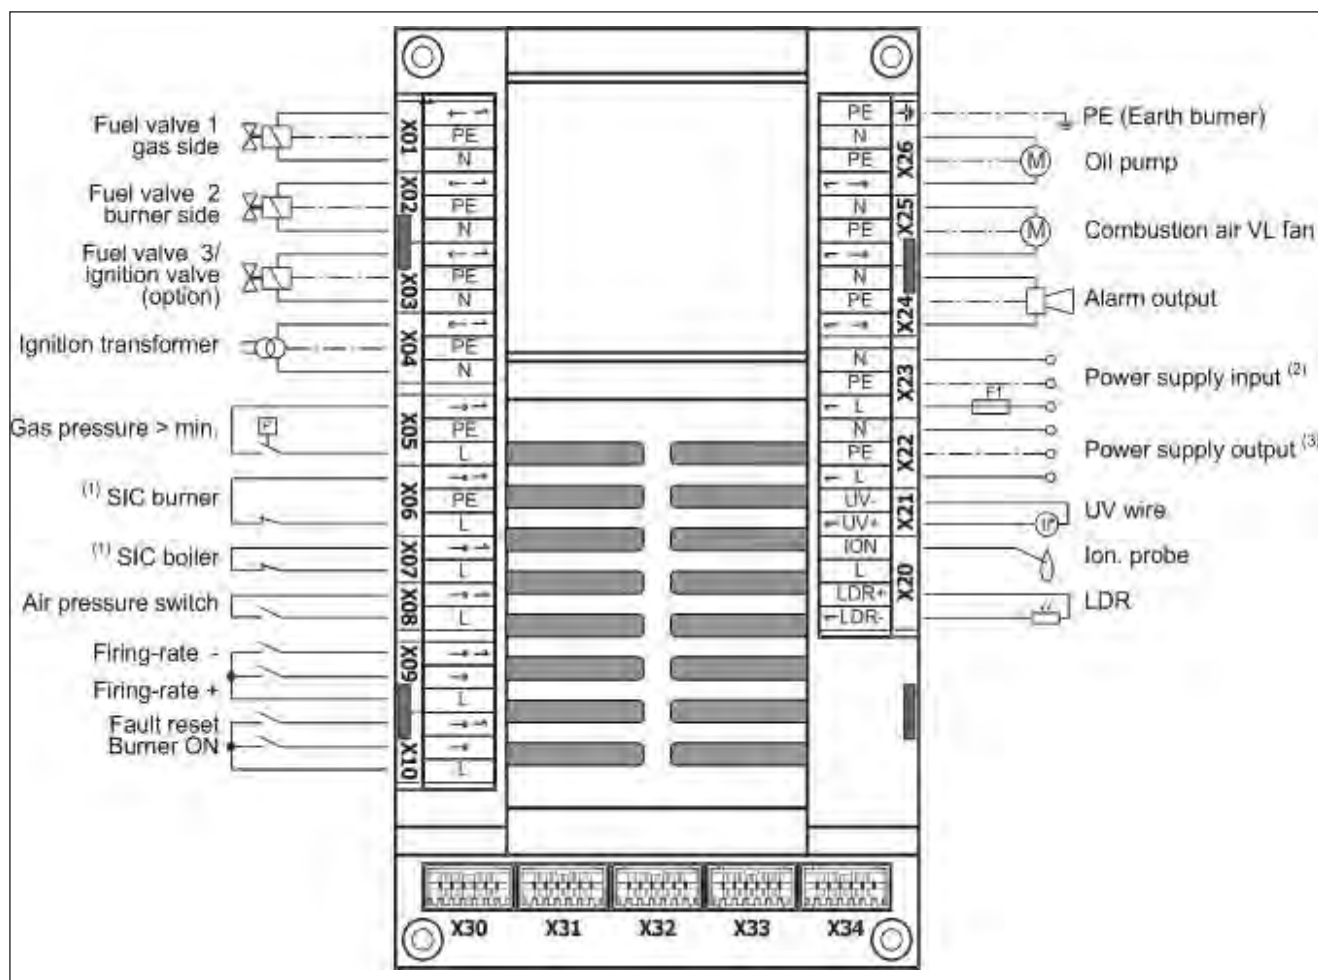 Fuel valve 1
gas side
Fuel valve 2
burner side
Fuel valve 3/
ignition valve
(option)
Ignition transformer
Gas pressure > min.
(1) SIC burner
(1) SIC boiler
Air pressure switch
Firing-rate -
Firing-rate +
Fault reset
Burner ON
P
X01
1
PE
N
X02
PE
N
X03
PE
N
X04
PE
N
X05
PE
L
X06
PE
L
X07
L
X08
L
X09
L
X10
L
PE
N
PE
X26
N
PE
X25
N
PE
X24
N
PE
L
X23
N
PE
L
X22
UV-
UV+
X21
ION
L
LDR+
LDR-
X20
PE (Earth burner)
M
Oil pump
M
Combustion air VL fan
Alarm output
F1
Power supply input (2)
Power supply output (3)
UV wire
Ion. probe
LDR
X30 X31 X32 X33 X34